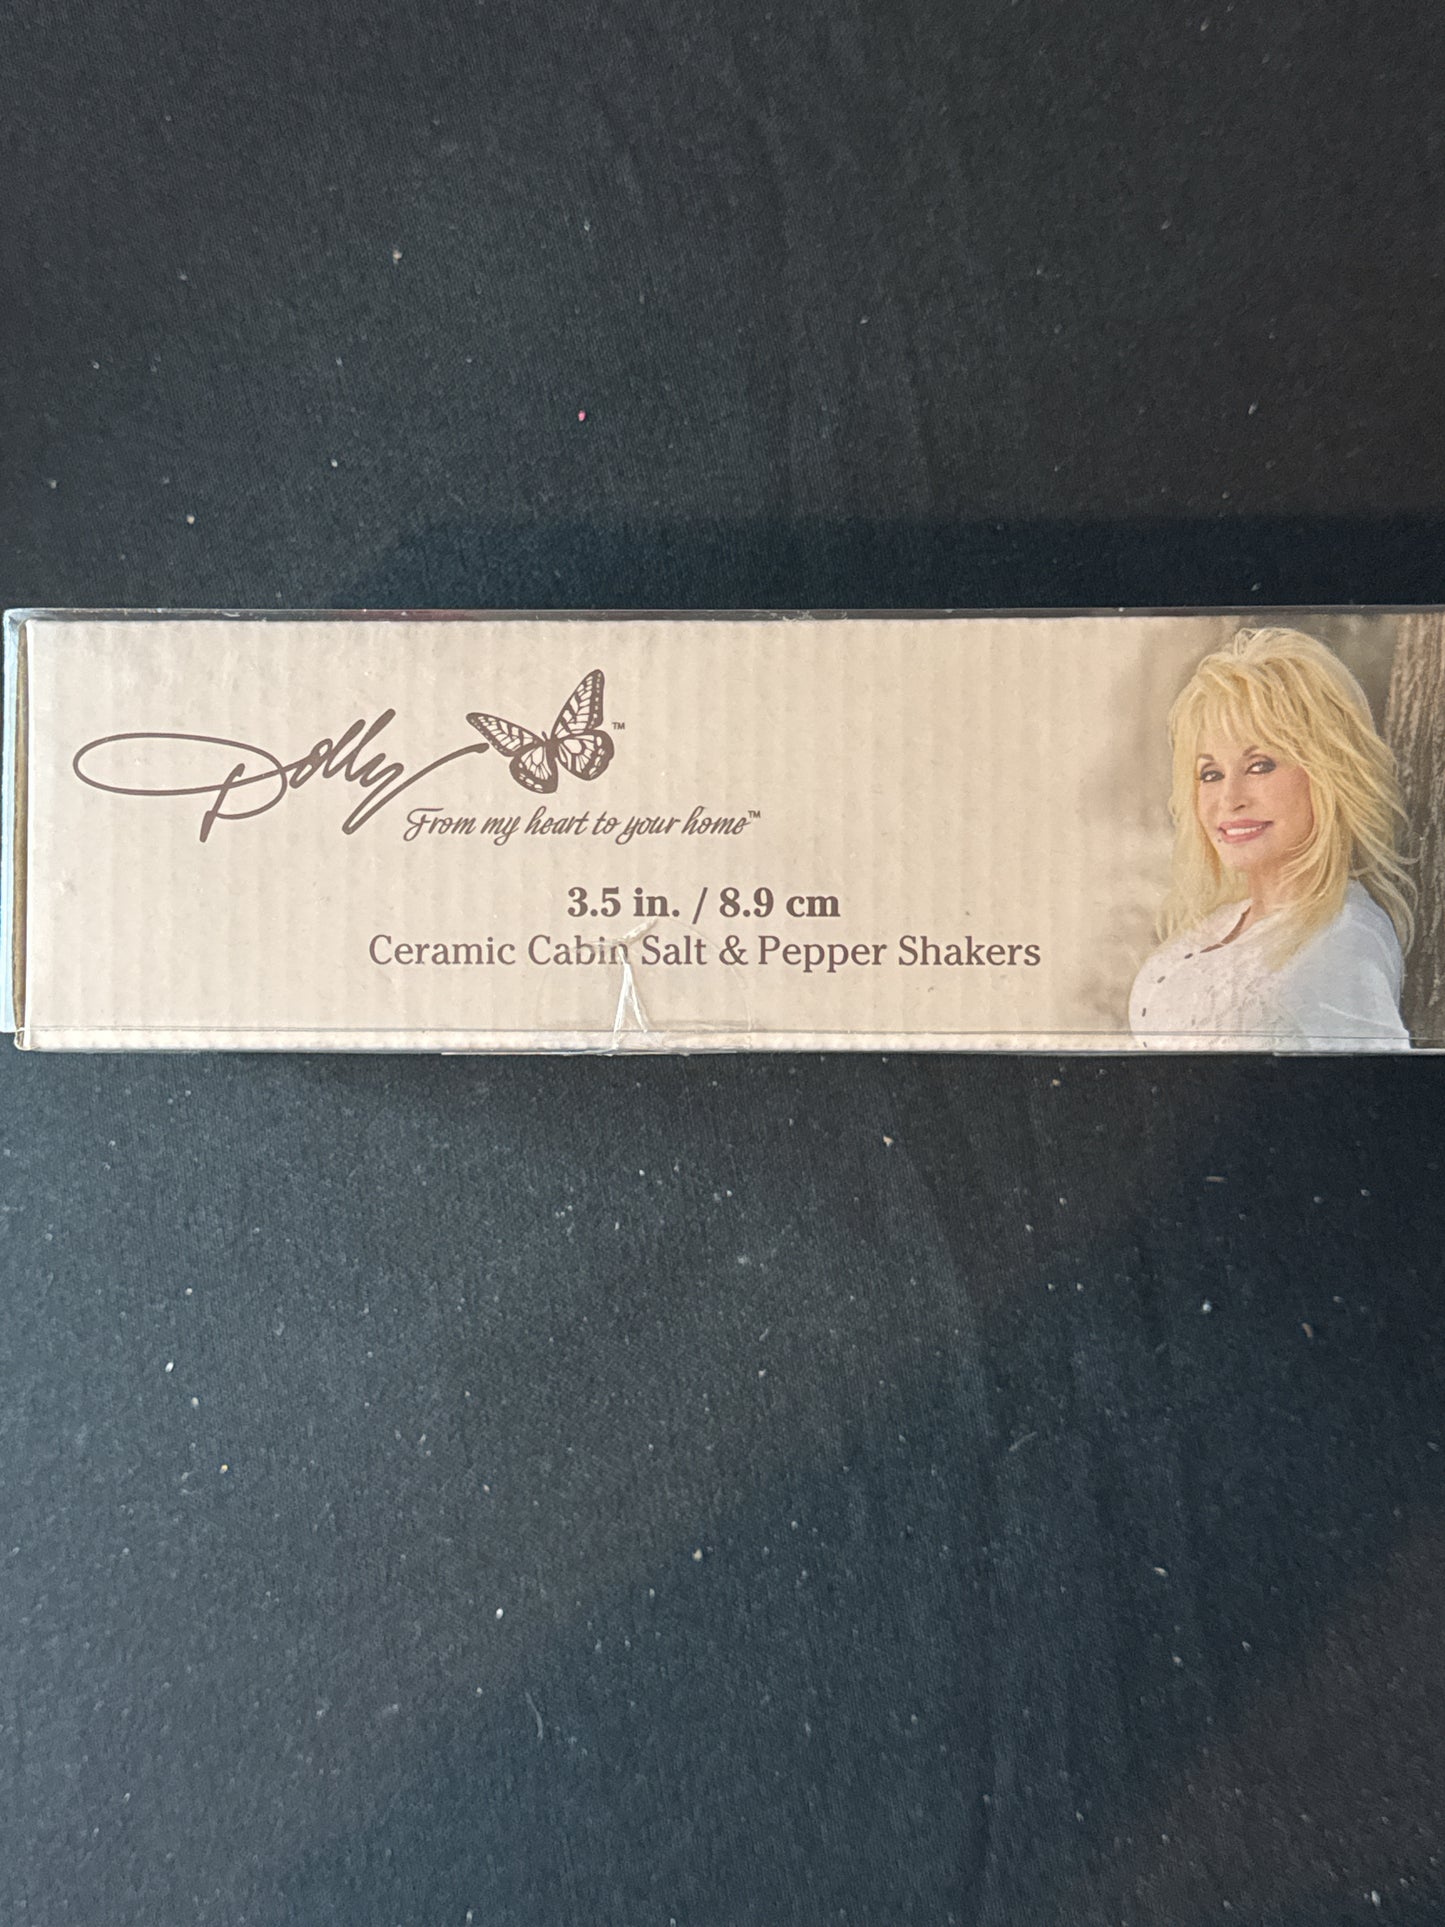 Dolly™
From my heart to your home™
3.5 in. / 8.9 cm
Ceramic Cabin Salt & Pepper Shakers